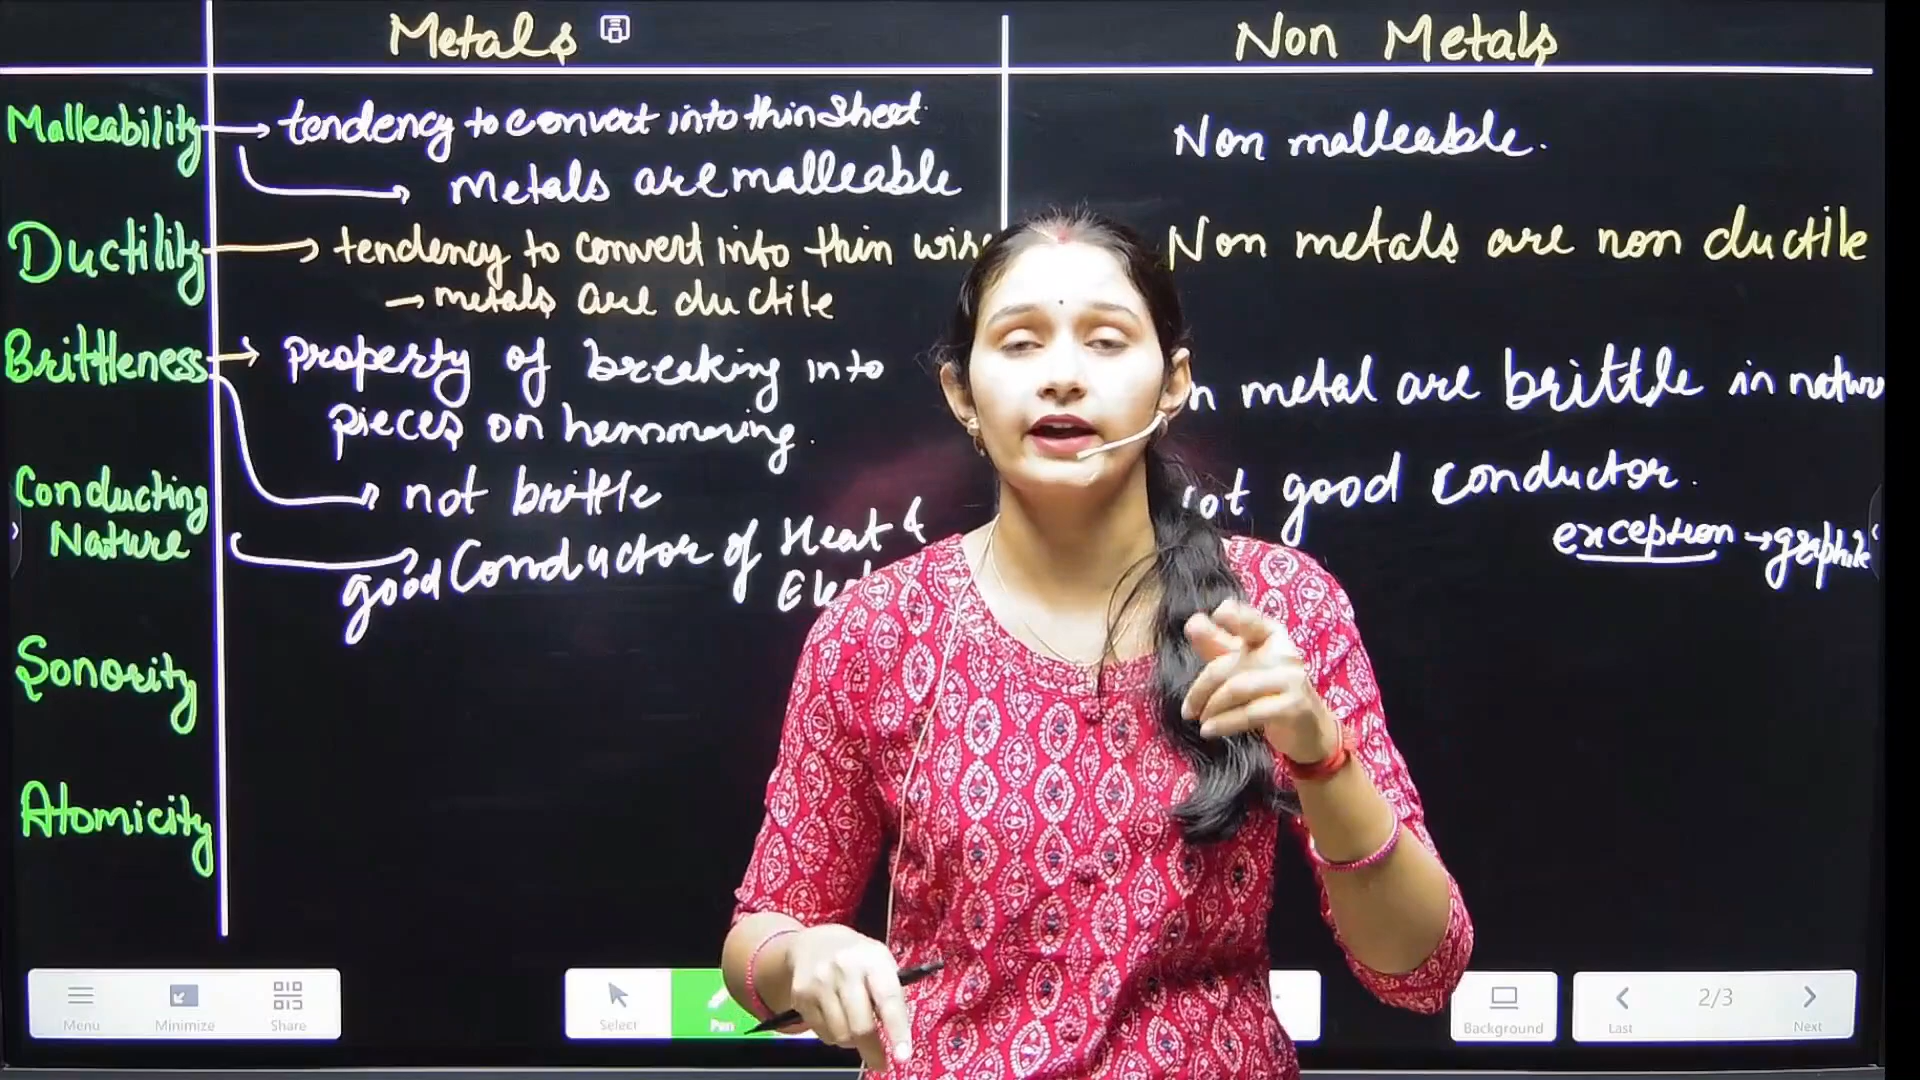 Metals
Non Metals
Malleability → tendency to convert into thin Sheet.
→ Metals are malleable
Non malleable.
Ductility → tendency to convert into thin wire
→ metals are ductile
Non metals are non ductile
Brittleness → Property of breaking into
pieces on hammering.
→ not brittle
metal are brittle in
Conducting
Nature
→ good Conductor of Heat &
good conductor.
exception → graphite
Sonority
Atomicity
Menu
Minimize
Share
Select
Pen
Background
2/3
Last
Next